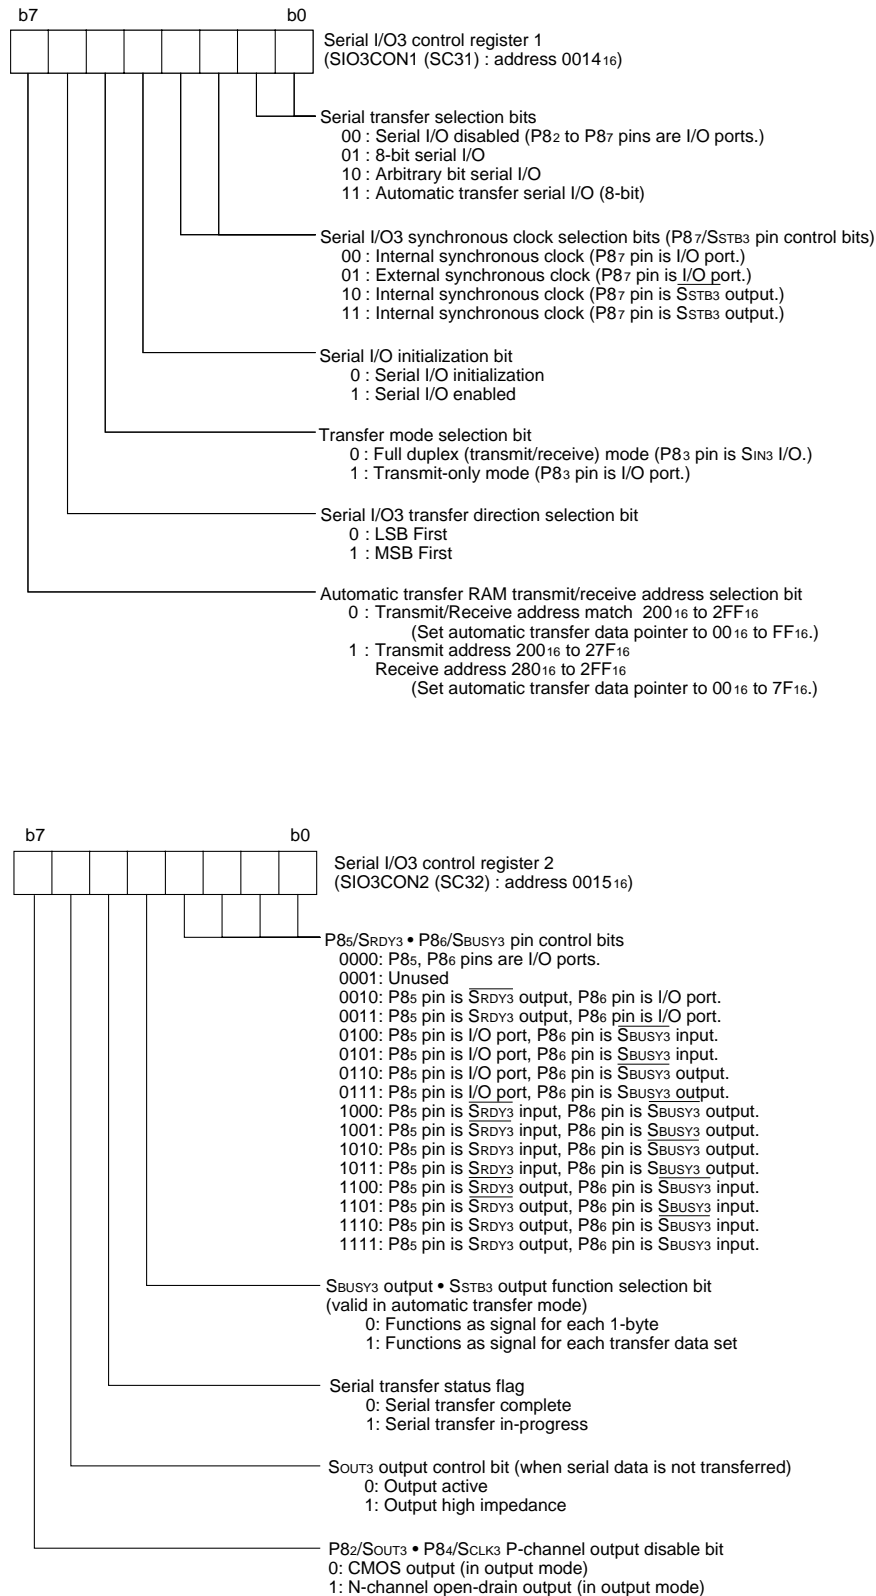 b7 b0
Serial I/O3 control register 1
(SIO3CON1 (SC31) : address 0014₁₆)
Serial transfer selection bits
00 : Serial I/O disabled (P8₂ to P8₇ pins are I/O ports.)
01 : 8-bit serial I/O
10 : Arbitrary bit serial I/O
11 : Automatic transfer serial I/O (8-bit)
Serial I/O3 synchronous clock selection bits (P8₇/SSTB3 pin control bits)
00 : Internal synchronous clock (P8₇ pin is I/O port.)
01 : External synchronous clock (P8₇ pin is I/O port.)
10 : Internal synchronous clock (P8₇ pin is S̅S̅T̅B̅3̅ output.)
11 : Internal synchronous clock (P8₇ pin is SSTB3 output.)
Serial I/O initialization bit
0 : Serial I/O initialization
1 : Serial I/O enabled
Transfer mode selection bit
0 : Full duplex (transmit/receive) mode (P8₃ pin is SIN3 I/O.)
1 : Transmit-only mode (P8₃ pin is I/O port.)
Serial I/O3 transfer direction selection bit
0 : LSB First
1 : MSB First
Automatic transfer RAM transmit/receive address selection bit
0 : Transmit/Receive address match 200₁₆ to 2FF₁₆
(Set automatic transfer data pointer to 00₁₆ to FF₁₆.)
1 : Transmit address 200₁₆ to 27F₁₆
Receive address 280₁₆ to 2FF₁₆
(Set automatic transfer data pointer to 00₁₆ to 7F₁₆.)
b7 b0
Serial I/O3 control register 2
(SIO3CON2 (SC32) : address 0015₁₆)
P8₅/SRDY3 • P8₆/SBUSY3 pin control bits
0000: P8₅, P8₆ pins are I/O ports.
0001: Unused
0010: P8₅ pin is S̅R̅D̅Y̅3̅ output, P8₆ pin is I/O port.
0011: P8₅ pin is SRDY3 output, P8₆ pin is I/O port.
0100: P8₅ pin is I/O port, P8₆ pin is S̅B̅U̅S̅Y̅3̅ input.
0101: P8₅ pin is I/O port, P8₆ pin is SBUSY3 input.
0110: P8₅ pin is I/O port, P8₆ pin is S̅B̅U̅S̅Y̅3̅ output.
0111: P8₅ pin is I/O port, P8₆ pin is SBUSY3 output.
1000: P8₅ pin is S̅R̅D̅Y̅3̅ input, P8₆ pin is S̅B̅U̅S̅Y̅3̅ output.
1001: P8₅ pin is S̅R̅D̅Y̅3̅ input, P8₆ pin is SBUSY3 output.
1010: P8₅ pin is SRDY3 input, P8₆ pin is S̅B̅U̅S̅Y̅3̅ output.
1011: P8₅ pin is SRDY3 input, P8₆ pin is SBUSY3 output.
1100: P8₅ pin is S̅R̅D̅Y̅3̅ output, P8₆ pin is S̅B̅U̅S̅Y̅3̅ input.
1101: P8₅ pin is S̅R̅D̅Y̅3̅ output, P8₆ pin is SBUSY3 input.
1110: P8₅ pin is SRDY3 output, P8₆ pin is S̅B̅U̅S̅Y̅3̅ input.
1111: P8₅ pin is SRDY3 output, P8₆ pin is SBUSY3 input.
SBUSY3 output • SSTB3 output function selection bit
(valid in automatic transfer mode)
0: Functions as signal for each 1-byte
1: Functions as signal for each transfer data set
Serial transfer status flag
0: Serial transfer complete
1: Serial transfer in-progress
SOUT3 output control bit (when serial data is not transferred)
0: Output active
1: Output high impedance
P8₂/SOUT3 • P8₄/SCLK3 P-channel output disable bit
0: CMOS output (in output mode)
1: N-channel open-drain output (in output mode)